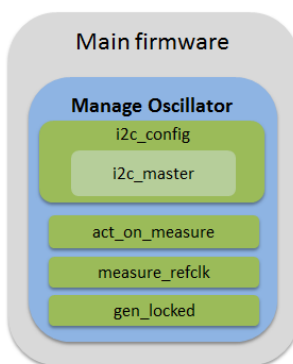 Main firmware
Manage Oscillator
i2c_config
i2c_master
act_on_measure
measure_refclk
gen_locked